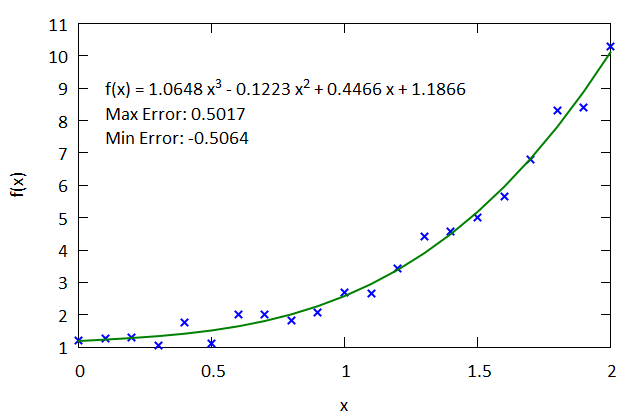 11
10
f(x) = 1.0648 x³ - 0.1223 x² + 0.4466 x + 1.1866
9
Max Error: 0.5017
8
Min Error: -0.5064
7
6
f(x)
5
4
3
2
1
0 0.5 1 1.5 2
x